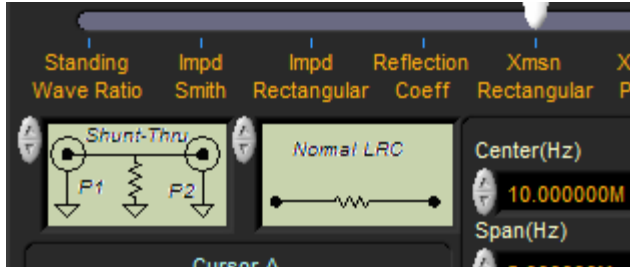 Standing Impd Impd Reflection Xmsn X
Wave Ratio Smith Rectangular Coeff Rectangular P
Shunt-Thru
P1 P2
Normal LRC
Center(Hz)
10.000000M
Span(Hz)
Cursor A